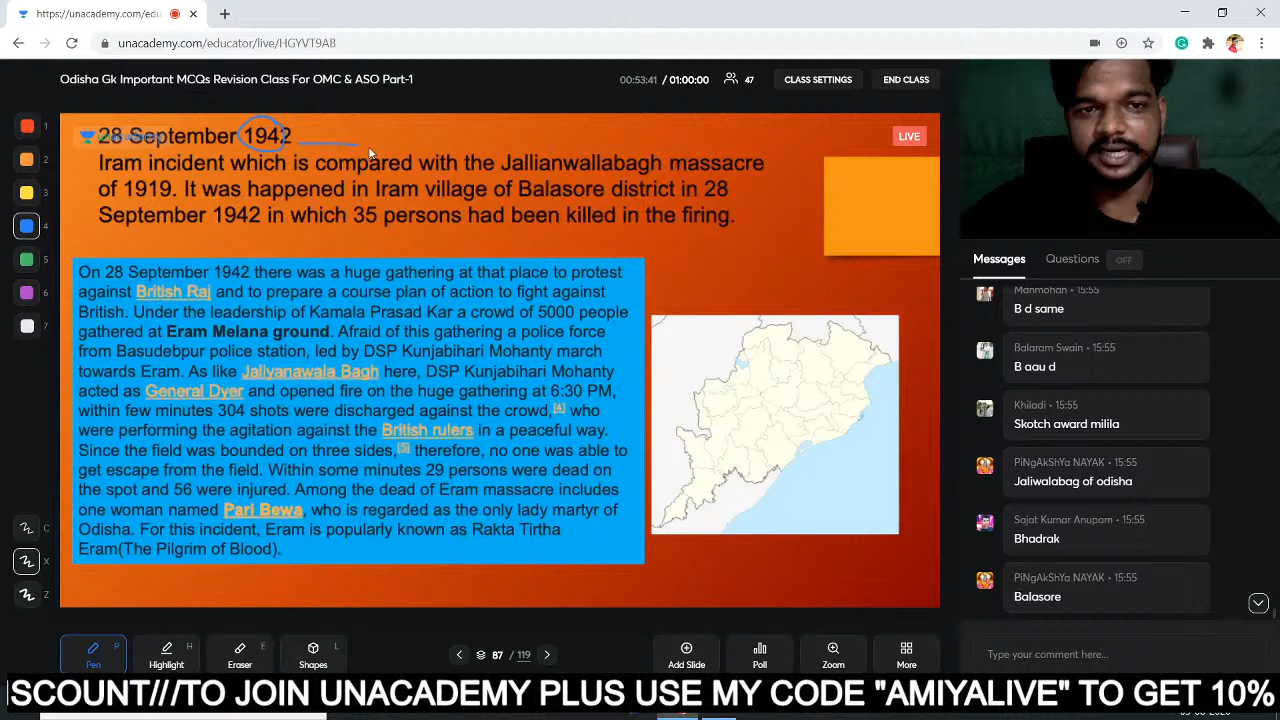 https://unacademy.com/edu
https://unacademy.com/educator/live/HGYVT9AB
Odisha Gk Important MCQs Revision Class For OMC & ASO Part-1
00:53:41 / 01:00:00
47
CLASS SETTINGS
END CLASS
1
2
3
4
5
6
7
C
X
Z
28 September 1942
LIVE
Iram incident which is compared with the Jallianwallabagh massacre
of 1919. It was happened in Iram village of Balasore district in 28
September 1942 in which 35 persons had been killed in the firing.
On 28 September 1942 there was a huge gathering at that place to protest
against British Raj and to prepare a course plan of action to fight against
British. Under the leadership of Kamala Prasad Kar a crowd of 5000 people
gathered at Eram Melana ground. Afraid of this gathering a police force
from Basudebpur police station, led by DSP Kunjabihari Mohanty march
towards Eram. As like Jallyanawala Bagh here, DSP Kunjabihari Mohanty
acted as General Dyer and opened fire on the huge gathering at 6:30 PM,
within few minutes 304 shots were discharged against the crowd,[4] who
were performing the agitation against the British rulers in a peaceful way.
Since the field was bounded on three sides,[5] therefore, no one was able to
get escape from the field. Within some minutes 29 persons were dead on
the spot and 56 were injured. Among the dead of Eram massacre includes
one woman named Pari Bewa, who is regarded as the only lady martyr of
Odisha. For this incident, Eram is popularly known as Rakta Tirtha
Eram(The Pilgrim of Blood).
Messages
Questions
OFF
Manmohan • 15:55
B d same
Balaram Swain • 15:55
B aau d
Khiladi • 15:55
Skotch award milila
PiNgAkShYa NAYAK • 15:55
Jaliwalabag of odisha
Sajat Kumar Anupam • 15:55
Bhadrak
PiNgAkShYa NAYAK • 15:55
Balasore
Type your comment here...
P
Pen
H
Highlight
E
Eraser
L
Shapes
87 / 119
Add Slide
Poll
Zoom
More
ISCOUNT///TO JOIN UNACADEMY PLUS USE MY CODE "AMIYALIVE" TO GET 10%